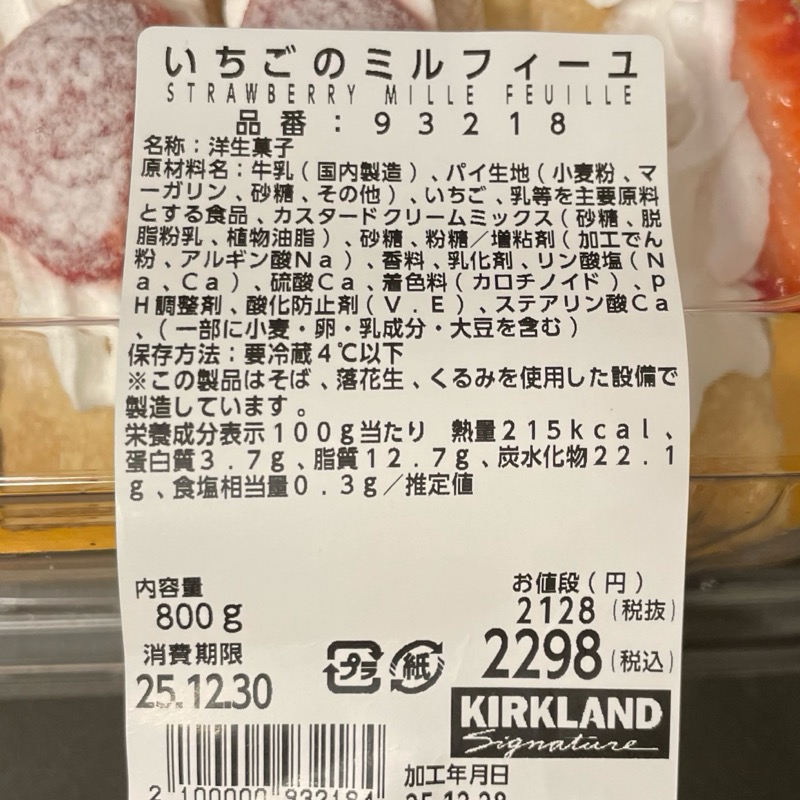 いちごのミルフィーユ
STRAWBERRY MILLE FEUILLE
品番：93218
名称：洋生菓子
原材料名：牛乳（国内製造）、パイ生地（小麦粉、マ
ーガリン、砂糖、その他）、いちご、乳等を主要原料
とする食品、カスタードクリームミックス（砂糖、脱
脂粉乳、植物油脂）、砂糖、粉糖／増粘剤（加工でん
粉、アルギン酸Na）、香料、乳化剤、リン酸塩（N
a、Ca）、硫酸Ca、着色料（カロチノイド）、p
H調整剤、酸化防止剤（V．E）、ステアリン酸Ca
、（一部に小麦・卵・乳成分・大豆を含む）
保存方法：要冷蔵4℃以下
※この製品はそば、落花生、くるみを使用した設備で
製造しています。
栄養成分表示100g当たり　熱量215kcal、
蛋白質3.7g、脂質12.7g、炭水化物22.1
g、食塩相当量0.3g／推定値
内容量
800g
お値段（円）
2128（税抜）
2298（税込）
消費期限
25.12.30
プラ
紙
KIRKLAND
Signature
加工年月日
25.12.28
2 100000 932184